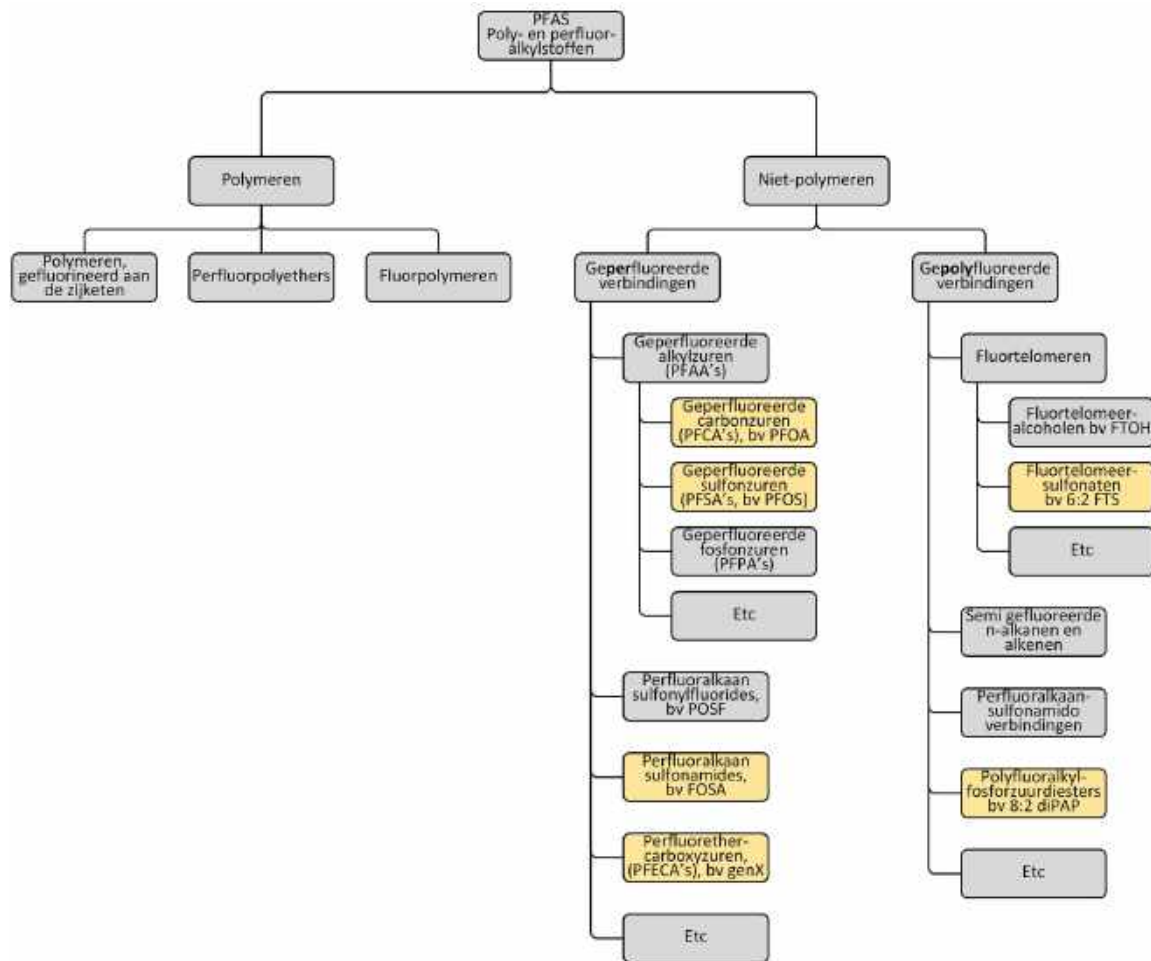 PFAS
Poly- en perfluor-
alkylstoffen
Polymeren
Niet-polymeren
Polymeren,
gefluorineerd aan
de zijketen
Perfluorpolyethers
Fluorpolymeren
Geperfluoreerde
verbindingen
Gepolyfluoreerde
verbindingen
Geperfluoreerde
alkylzuren
(PFAA's)
Geperfluoreerde
carbonzuren
(PFCA's), bv PFOA
Geperfluoreerde
sulfonzuren
(PFSA's, bv PFOS)
Geperfluoreerde
fosfonzuren
(PFPA's)
Etc
Perfluoralkaan
sulfonylfluorides,
bv POSF
Perfluoralkaan
sulfonamides,
bv FOSA
Perfluorether-
carboxyzuren,
(PFECA's), bv genX
Etc
Fluortelomeren
Fluortelomeer-
alcoholen bv FTOH
Fluortelomeer-
sulfonaten
bv 6:2 FTS
Etc
Semi gefluoreerde
n-alkanen en
alkenen
Perfluoralkaan-
sulfonamido
verbindingen
Polyfluoralkyl-
fosforzuurdiesters
bv 8:2 diPAP
Etc